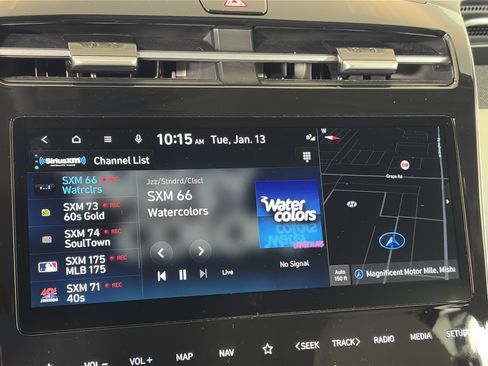 10:15 AM Tue, Jan. 13
SiriusXM
SATELLITE RADIO
Channel List
SXM 66 REC
Watrclrs
SXM 73 REC
60s Gold
SXM 74 REC
SoulTown
SXM 175 REC
MLB 175
SXM 71 REC
40s
Jzz/Stndrd/Clscl
SXM 66
Watercolors
Live
Water
colors
No Signal
W
Grape Rd
Auto
150 ft
Magnificent Motor Mile, Misha
VOL -
VOL +
MAP
NAV
SEEK
TRACK
RADIO
MEDIA
SETUP